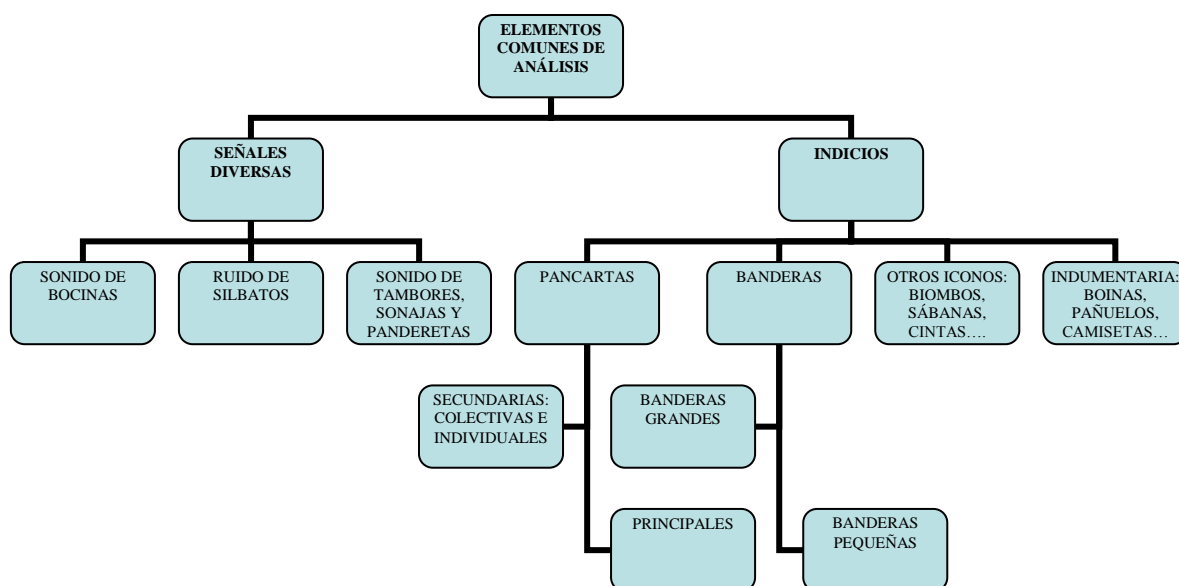 ELEMENTOS
COMUNES DE
ANÁLISIS
SEÑALES
DIVERSAS
INDICIOS
SONIDO DE
BOCINAS
RUIDO DE
SILBATOS
SONIDO DE
TAMBORES,
SONAJAS Y
PANDERETAS
PANCARTAS
BANDERAS
OTROS ICONOS:
BIOMBOS,
SÁBANAS,
CINTAS….
INDUMENTARIA:
BOINAS,
PAÑUELOS,
CAMISETAS…
SECUNDARIAS:
COLECTIVAS E
INDIVIDUALES
BANDERAS
GRANDES
PRINCIPALES
BANDERAS
PEQUEÑAS